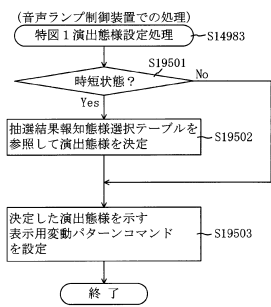 (音声ランプ制御装置での処理)
特図1演出態様設定処理
S14983
S19501
時短状態?
No
Yes
抽選結果報知態様選択テーブルを
参照して演出態様を決定
S19502
決定した演出態様を示す
表示用変動パターンコマンド
を設定
S19503
終了